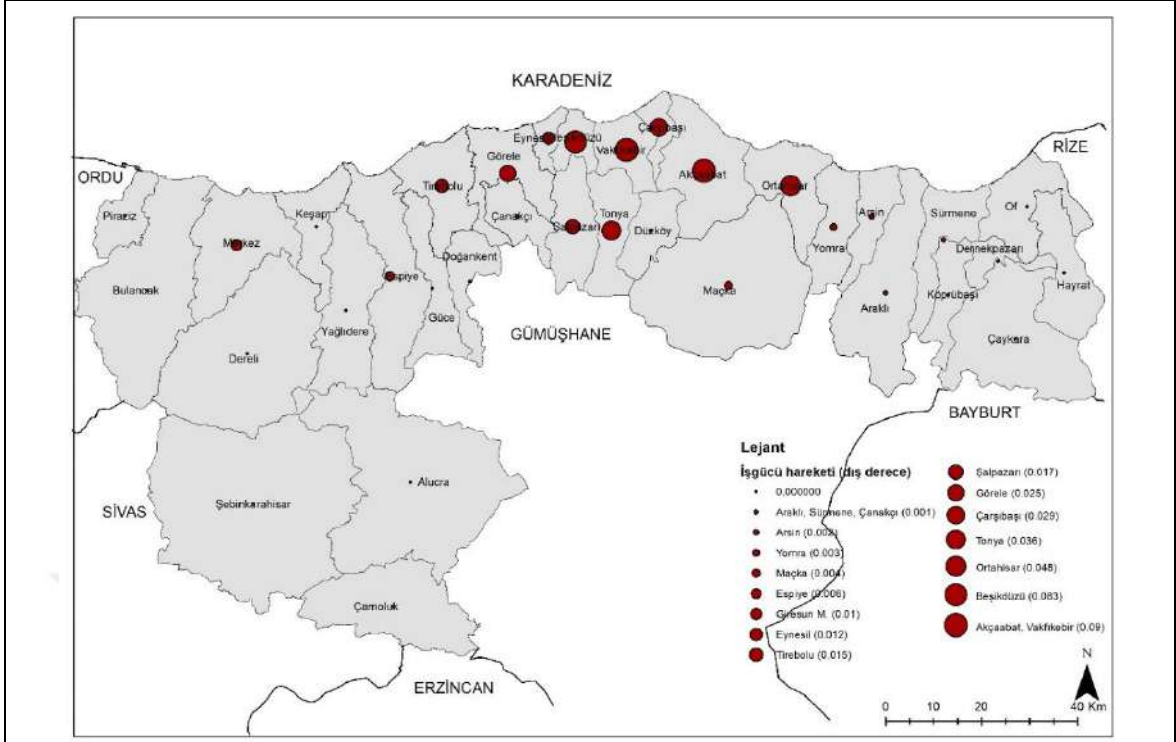 KARADENİZ
RİZE
ORDU
Piraziz
Bulancak
Merkez
Dereli
Keşap
Yağlıdere
Espiye
Güce
Tirebolu
Doğankent
Görele
Çanakçı
Eynesil
Beşikdüzü
Şalpazarı
Vakfıkebir
Tonya
Çarşıbaşı
Düzköy
Akçaabat
Maçka
Ortahisar
Yomra
Arsin
Araklı
Sürmene
Köprübaşı
Of
Dernekpazarı
Hayrat
Çaykara
GÜMÜŞHANE
BAYBURT
SİVAS
Şebinkarahisar
Alucra
Çamoluk
ERZİNCAN
Lejant
İşgücü hareketi (dış derece)
0,000000
Araklı, Sürmene, Çanakçı (0.001)
Arsin (0.002)
Yomra (0.003)
Maçka (0.004)
Espiye (0.006)
Giresun M. (0.01)
Eynesil (0.012)
Tirebolu (0.015)
Şalpazarı (0.017)
Görele (0.025)
Çarşıbaşı (0.029)
Tonya (0.036)
Ortahisar (0.048)
Beşikdüzü (0.083)
Akçaabat, Vakfıkebir (0.09)
N
0 10 20 40 Km